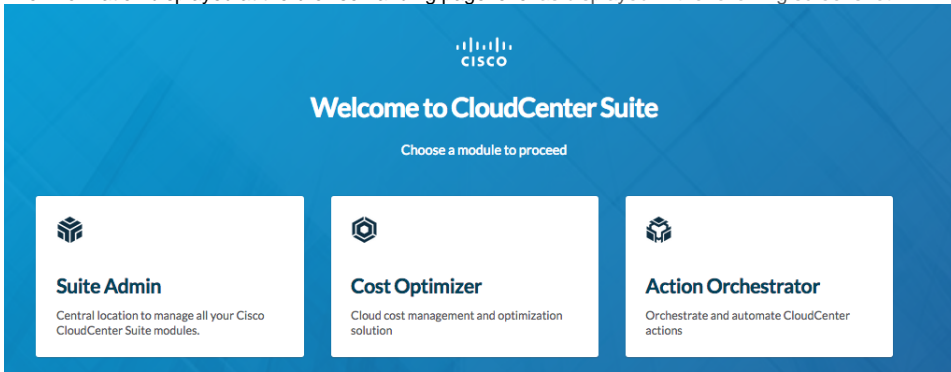 CISCO
Welcome to CloudCenter Suite
Choose a module to proceed
Suite Admin
Central location to manage all your Cisco
CloudCenter Suite modules.
Cost Optimizer
Cloud cost management and optimization
solution
Action Orchestrator
Orchestrate and automate CloudCenter
actions